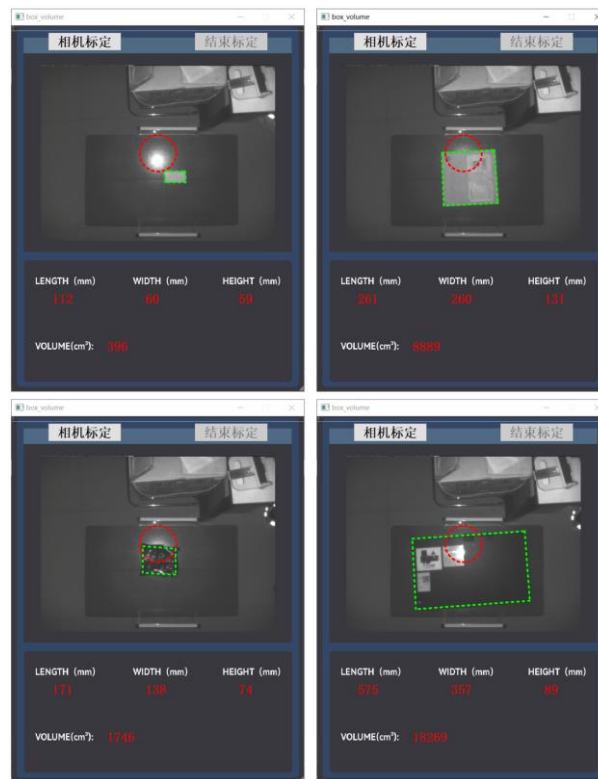 box_volume
相机标定 结束标定
LENGTH (mm) WIDTH (mm) HEIGHT (mm)
112 60 59
VOLUME(cm³): 396
box_volume
相机标定 结束标定
LENGTH (mm) WIDTH (mm) HEIGHT (mm)
261 260 131
VOLUME(cm³): 8889
box_volume
相机标定 结束标定
LENGTH (mm) WIDTH (mm) HEIGHT (mm)
171 138 74
VOLUME(cm³): 1746
box_volume
相机标定 结束标定
LENGTH (mm) WIDTH (mm) HEIGHT (mm)
575 357 89
VOLUME(cm³): 18269